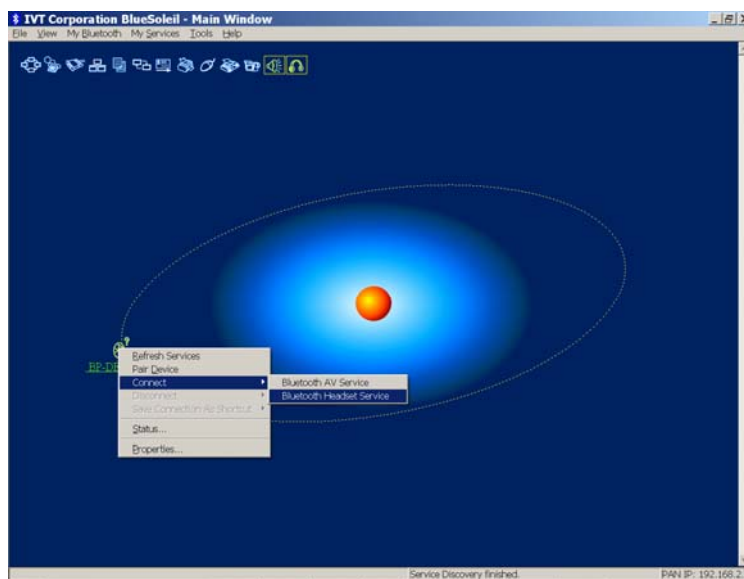 IVT Corporation BlueSoleil - Main Window
File View My Bluetooth My Services Tools Help
BP-DE
Refresh Services
Pair Device
Connect
Bluetooth AV Service
Disconnect
Bluetooth Headset Service
Save Connection As Shortcut
Status...
Properties...
Service Discovery finished.
PAN IP: 192.168.2